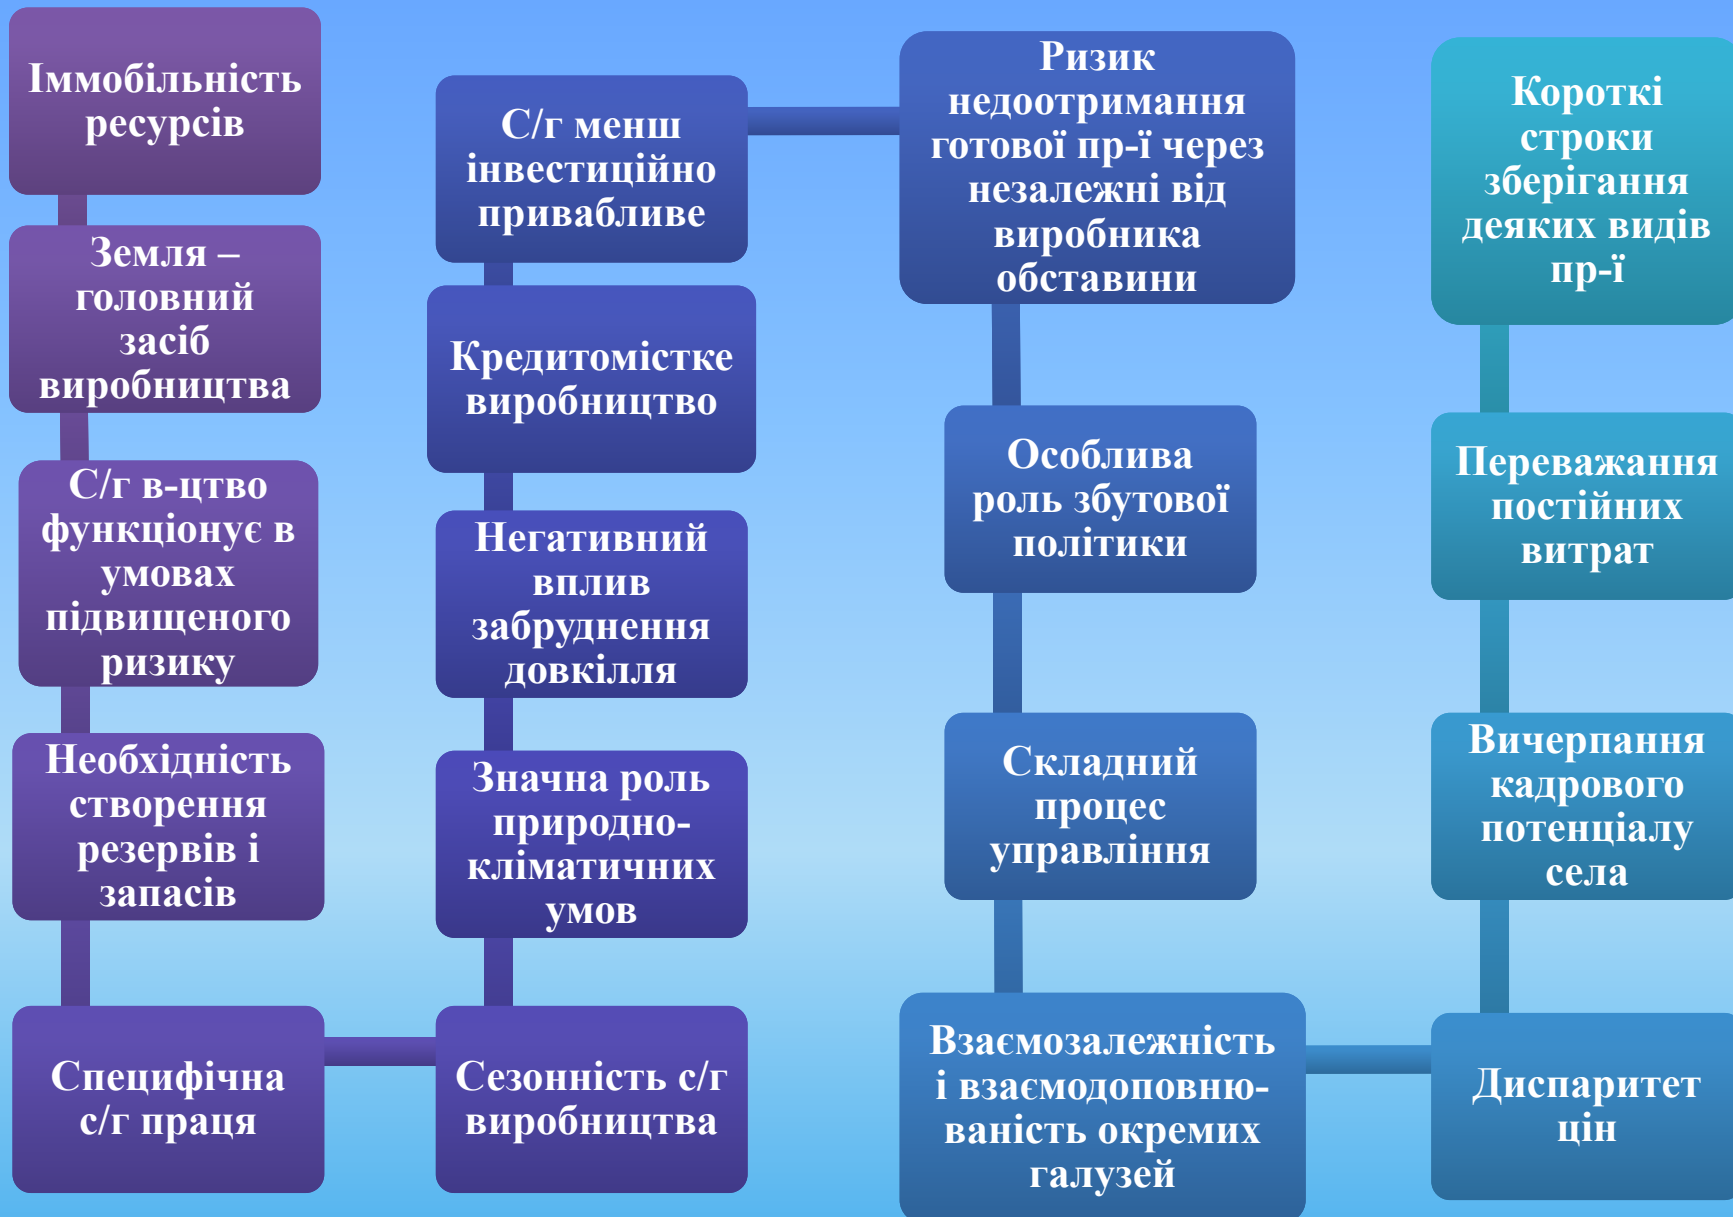 Іммобільність
ресурсів
Земля –
головний
засіб
виробництва
С/г в-цтво
функціонує в
умовах
підвищеного
ризику
Необхідність
створення
резервів і
запасів
Специфічна
с/г праця
Сезонність с/г
виробництва
Значна роль
природно-
кліматичних
умов
Негативний
вплив
забруднення
довкілля
Кредитомістке
виробництво
С/г менш
інвестиційно
привабливе
Ризик
недоотримання
готової пр-ї через
незалежні від
виробника
обставини
Особлива
роль збутової
політики
Складний
процес
управління
Взаємозалежність
і взаємодоповню-
ваність окремих
галузей
Диспаритет
цін
Вичерпання
кадрового
потенціалу
села
Переважання
постійних
витрат
Короткі
строки
зберігання
деяких видів
пр-ї